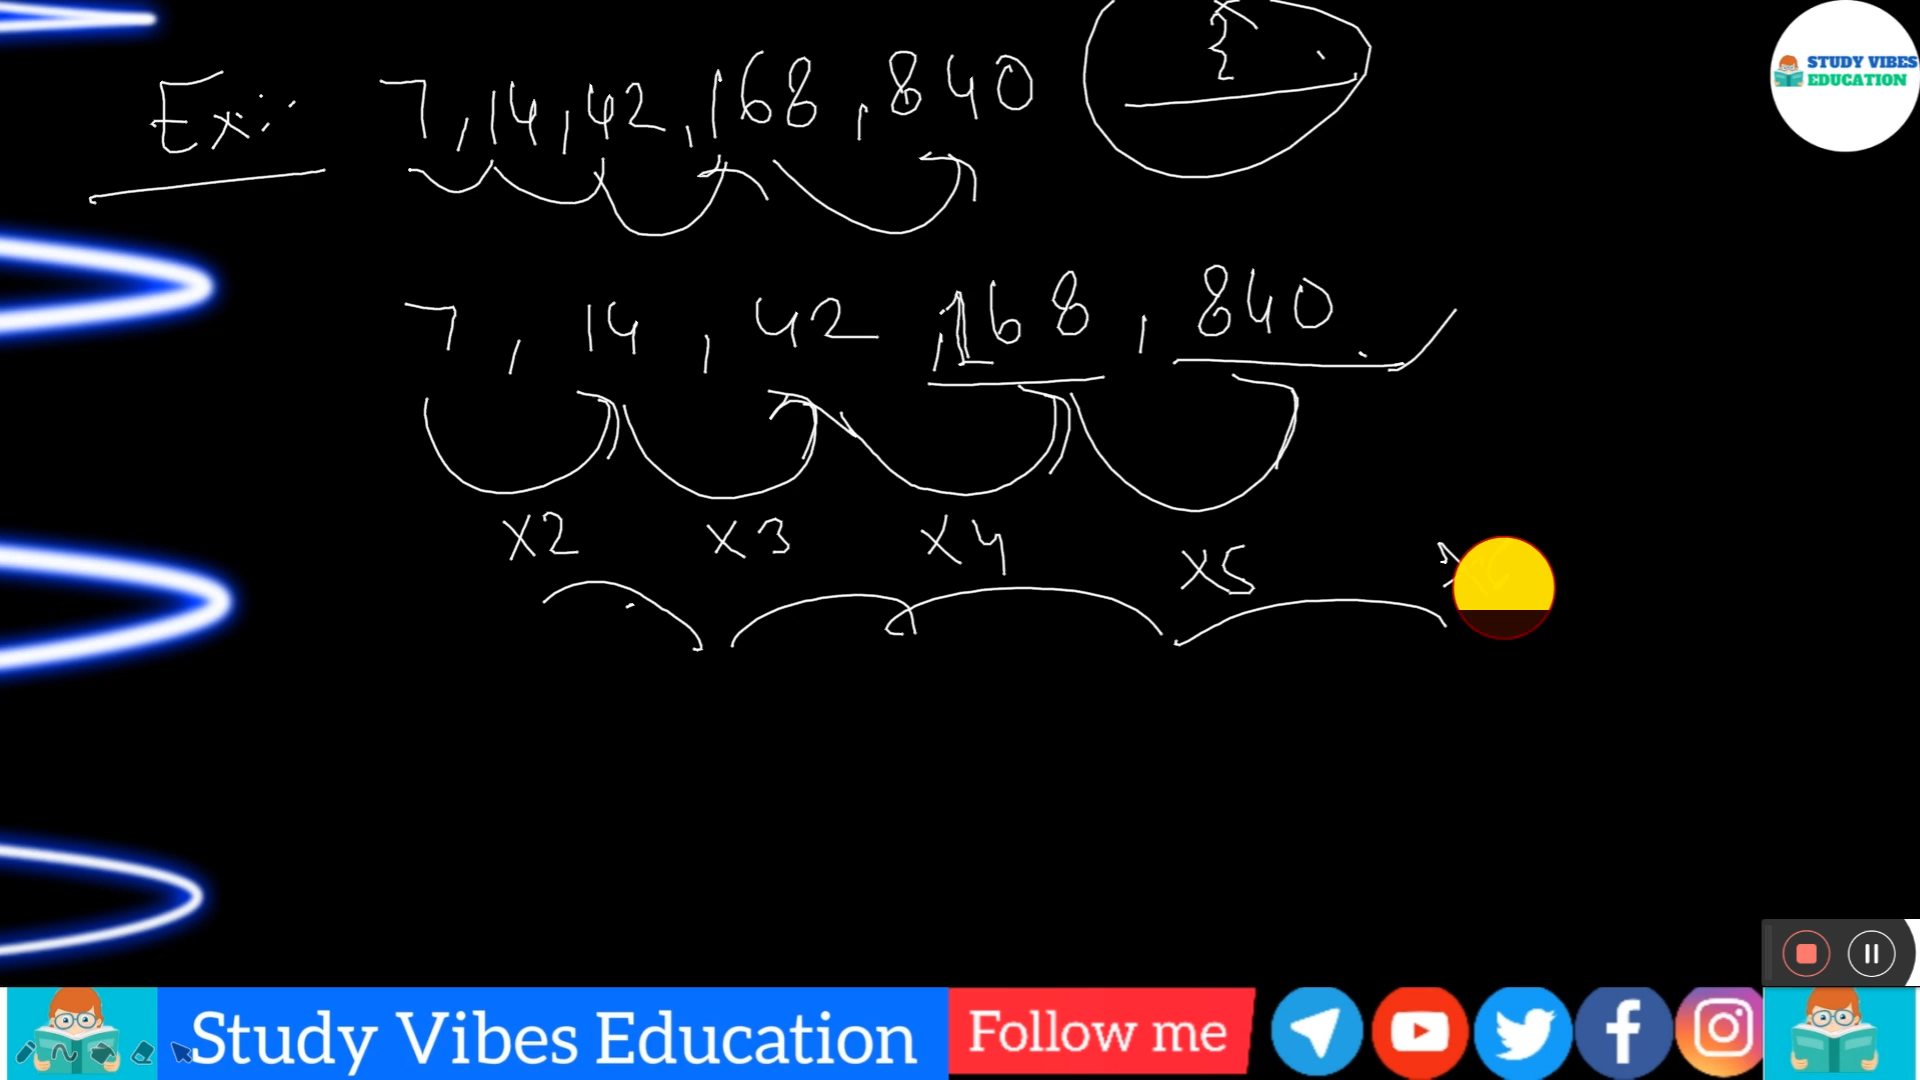 STUDY VIBES
EDUCATION
Ex:- 7, 14, 42, 168, 840
7, 14, 42, 168, 840
x2 x3 x4 x5
Study Vibes Education
Follow me